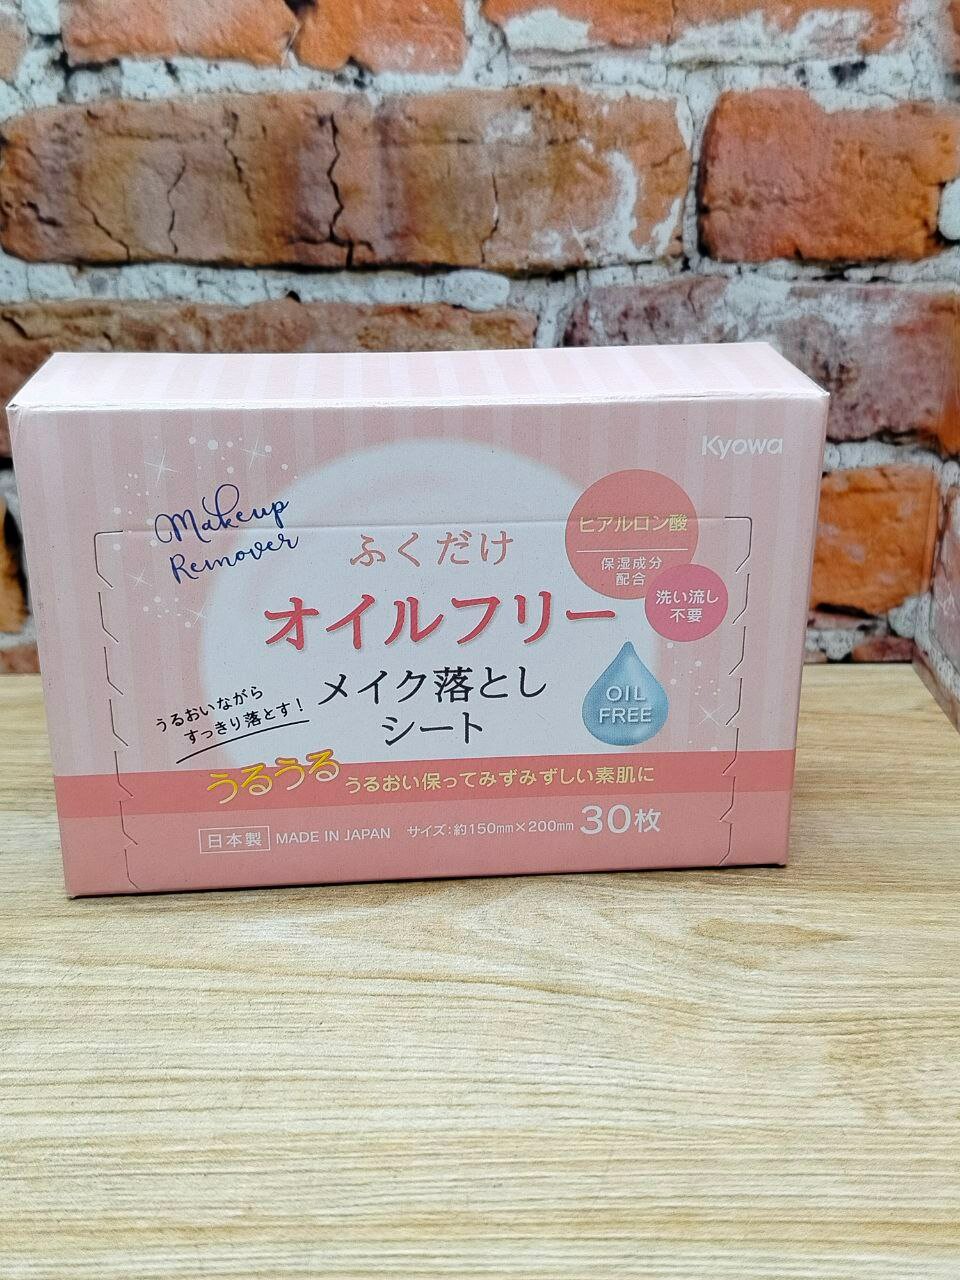 Kyowa
Makeup
Remover
ヒアルロン酸
保湿成分
配合
洗い流し
不要
ふくだけ
オイルフリー
メイク落とし
シート
OIL
FREE
うるおいながら
すっきり落とす!
うるうる うるおい保ってみずみずしい素肌に
日本製 MADE IN JAPAN サイズ:約150mm×200mm 30枚